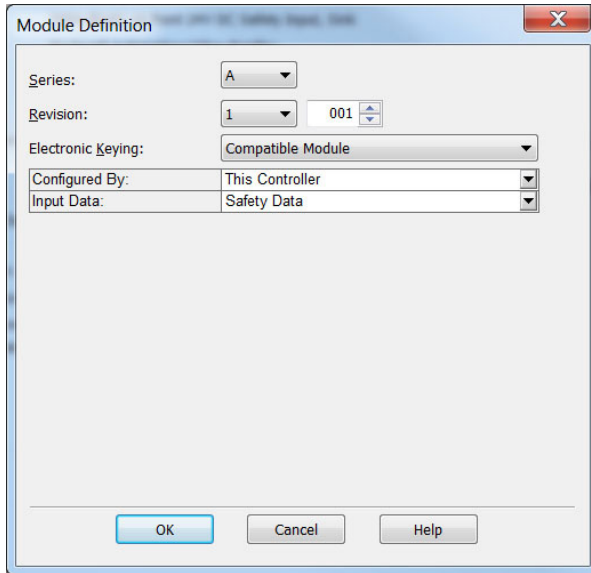 Module Definition
Series: A
Revision: 1 001
Electronic Keying: Compatible Module
Configured By: This Controller
Input Data: Safety Data
OK Cancel Help